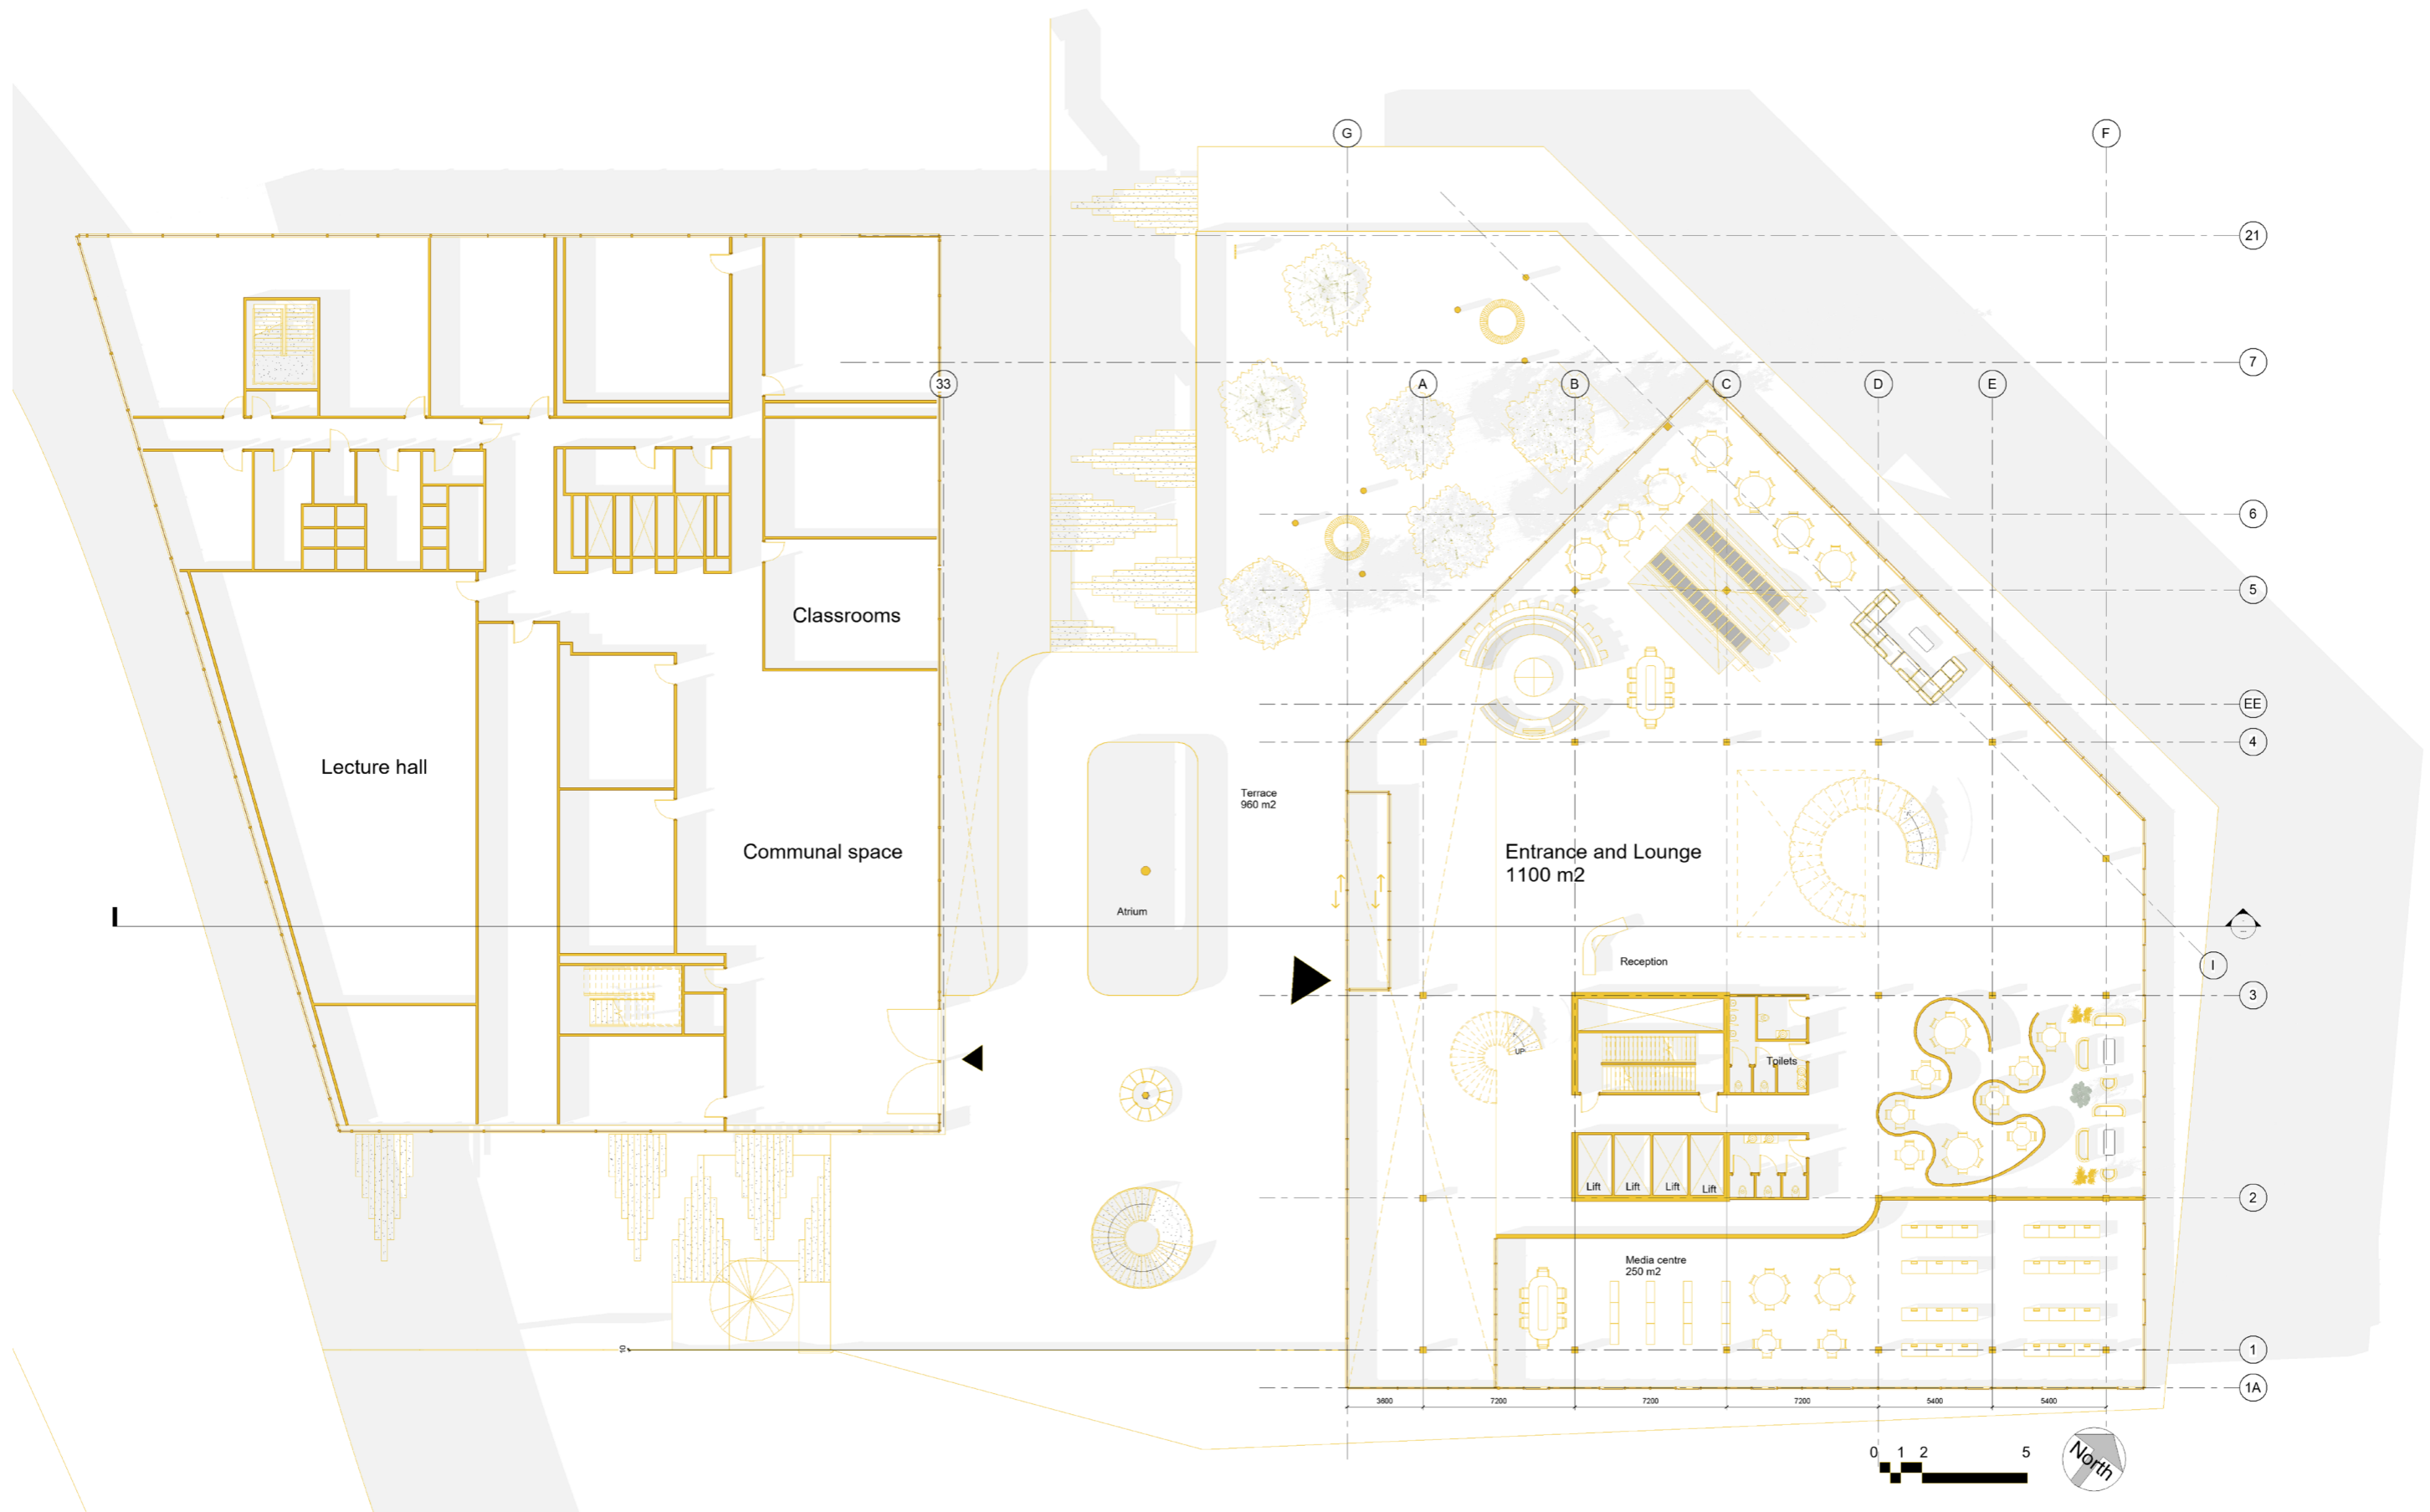 G
F
21
7
33
A
B
C
D
E
6
5
Classrooms
EE
4
Lecture hall
Terrace
960 m2
Communal space
Entrance and Lounge
1100 m2
Atrium
Reception
I
3
UP
Toilets
Lift
Lift
Lift
Lift
2
Media centre
250 m2
1
1A
3600
7200
7200
7200
5400
5400
0 1 2 5
North